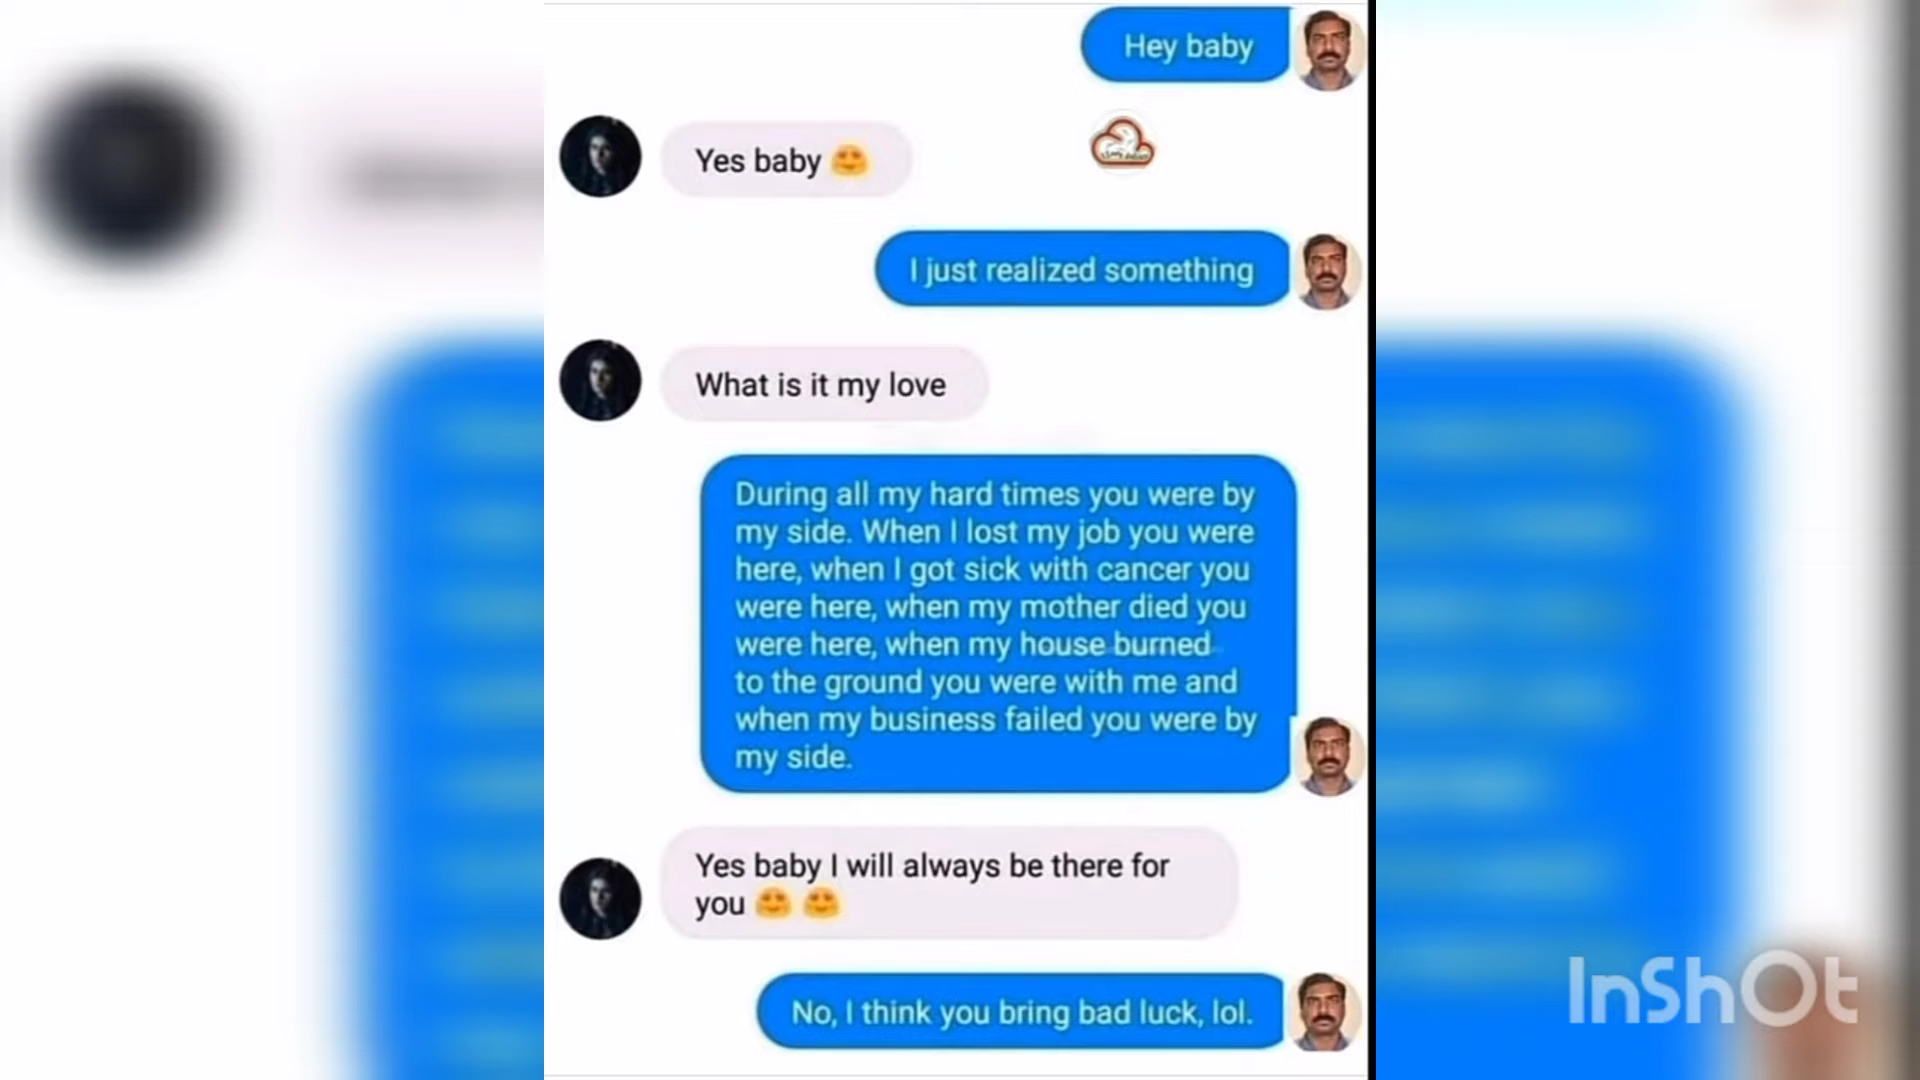 Hey baby
Yes baby 🥰
I just realized something
What is it my love
During all my hard times you were by
my side. When I lost my job you were
here, when I got sick with cancer you
were here, when my mother died you
were here, when my house burned
to the ground you were with me and
when my business failed you were by
my side.
Yes baby I will always be there for
you 🥰 🥰
No, I think you bring bad luck, lol.
InShOt